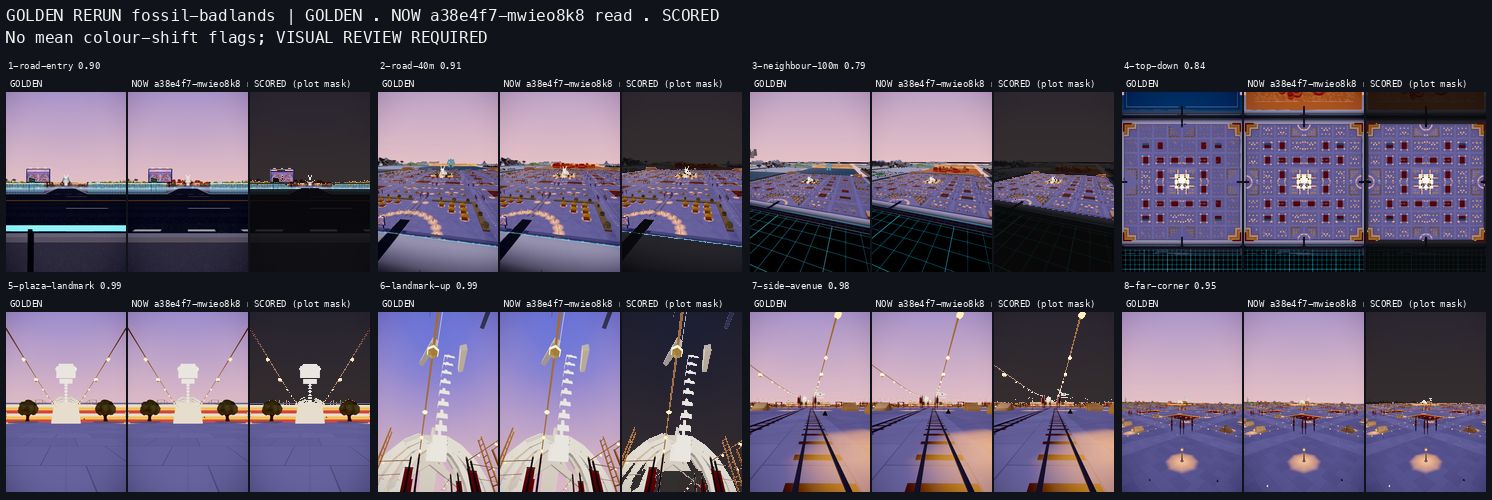 GOLDEN RERUN fossil-badlands | GOLDEN . NOW a38e4f7-mwieo8k8 read . SCORED
No mean colour-shift flags; VISUAL REVIEW REQUIRED
1-road-entry 0.90
GOLDEN NOW a38e4f7-mwieo8k8 SCORED (plot mask)
2-road-40m 0.91
GOLDEN NOW a38e4f7-mwieo8k8 SCORED (plot mask)
3-neighbour-100m 0.79
GOLDEN NOW a38e4f7-mwieo8k8 SCORED (plot mask)
4-top-down 0.84
GOLDEN NOW a38e4f7-mwieo8k8 SCORED (plot mask)
5-plaza-landmark 0.99
GOLDEN NOW a38e4f7-mwieo8k8 SCORED (plot mask)
6-landmark-up 0.99
GOLDEN NOW a38e4f7-mwieo8k8 SCORED (plot mask)
7-side-avenue 0.98
GOLDEN NOW a38e4f7-mwieo8k8 SCORED (plot mask)
8-far-corner 0.95
GOLDEN NOW a38e4f7-mwieo8k8 SCORED (plot mask)